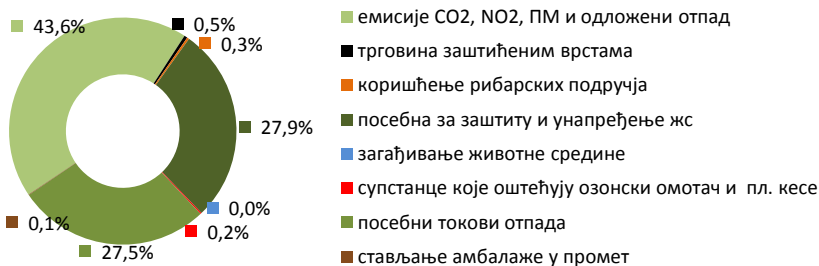 43,6%
0,5%
0,3%
27,9%
0,0%
0,2%
27,5%
0,1%
емисије CO2, NO2, ПМ и одложени отпад
трговина заштићеним врстама
коришћење рибарских подручја
посебна за заштиту и унапређење жс
загађивање животне средине
супстанце које оштећују озонски омотач и пл. кесе
посебни токови отпада
стављање амбалаже у промет